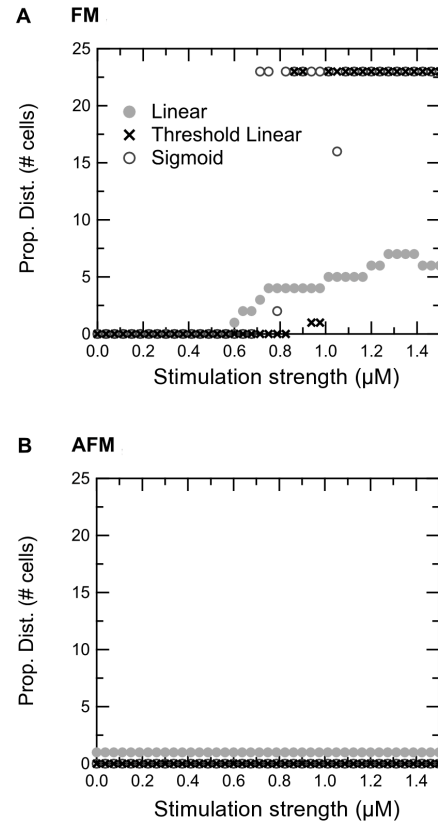 A FM
25
20
15
10
5
0
Prop. Dist. (# cells)
Linear
Threshold Linear
Sigmoid
0.0 0.2 0.4 0.6 0.8 1.0 1.2 1.4
Stimulation strength (µM)
B AFM
25
20
15
10
5
0
Prop. Dist. (# cells)
0.0 0.2 0.4 0.6 0.8 1.0 1.2 1.4
Stimulation strength (µM)